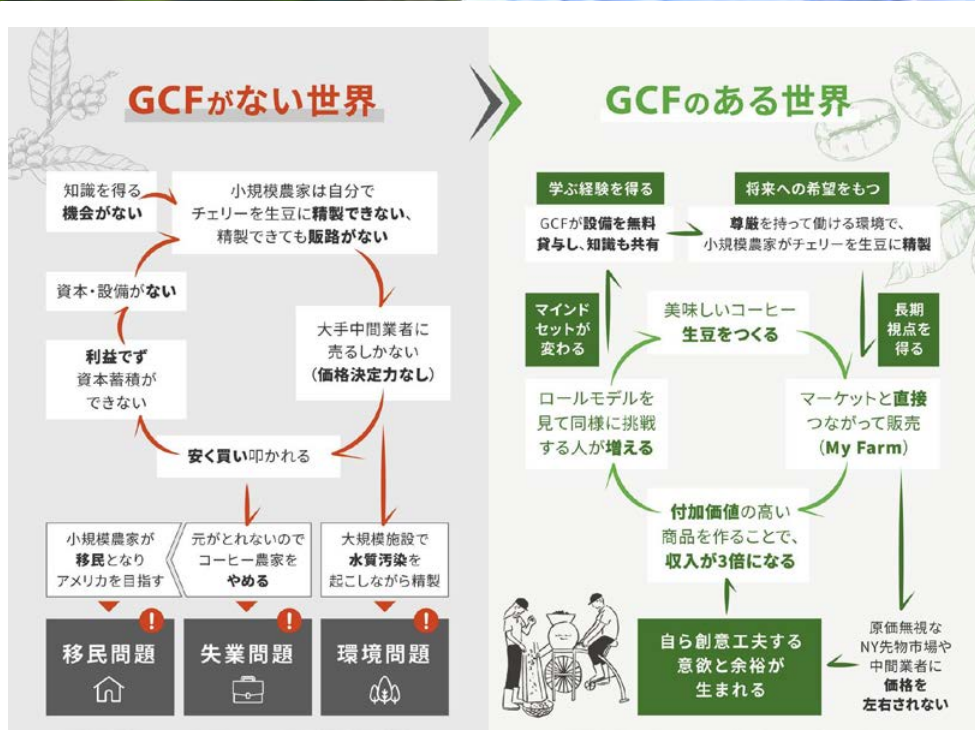 GCFがない世界
知識を得る
機会がない
小規模農家は自分で
チェリーを生豆に精製できない、
精製できても販路がない
資本・設備がない
大手中間業者に
売るしかない
（価格決定力なし）
利益でず
資本蓄積が
できない
安く買い叩かれる
小規模農家が
移民となり
アメリカを目指す
元がとれないので
コーヒー農家を
やめる
大規模施設で
水質汚染を
起こしながら精製
!
!
!
移民問題
失業問題
環境問題
GCFのある世界
学ぶ経験を得る
GCFが設備を無料
貸与し、知識も共有
将来への希望をもつ
尊厳を持って働ける環境で、
小規模農家がチェリーを生豆に精製
マインド
セットが
変わる
美味しいコーヒー
生豆をつくる
長期
視点を
得る
ロールモデルを
見て同様に挑戦
する人が増える
マーケットと直接
つながって販売
（My Farm）
付加価値の高い
商品を作ることで、
収入が3倍になる
自ら創意工夫する
意欲と余裕が
生まれる
原価無視な
NY先物市場や
中間業者に
価格を
左右されない